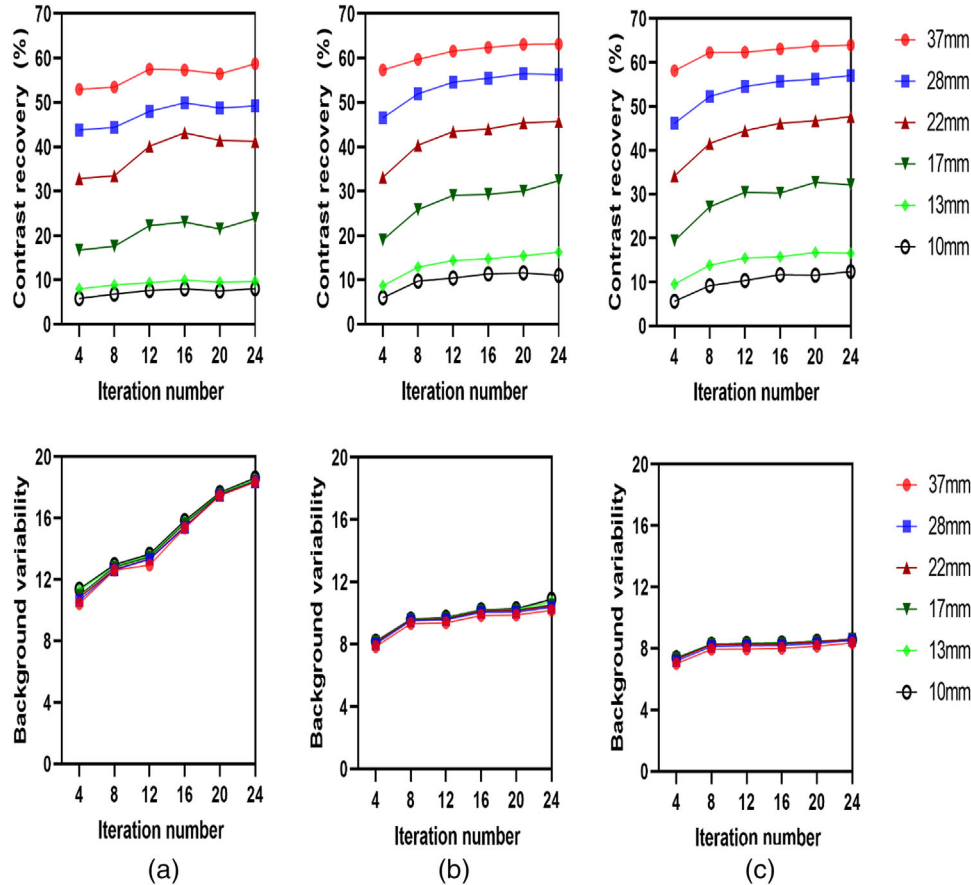 Contrast recovery (%)
70
60
50
40
30
20
10
0
4 8 12 16 20 24
Iteration number
Contrast recovery (%)
70
60
50
40
30
20
10
0
4 8 12 16 20 24
Iteration number
Contrast recovery (%)
70
60
50
40
30
20
10
0
4 8 12 16 20 24
Iteration number
37mm
28mm
22mm
17mm
13mm
10mm
Background variability
20
16
12
8
4
0
4 8 12 16 20 24
Iteration number
(a)
Background variability
20
16
12
8
4
0
4 8 12 16 20 24
Iteration number
(b)
Background variability
20
16
12
8
4
0
4 8 12 16 20 24
Iteration number
(c)
37mm
28mm
22mm
17mm
13mm
10mm